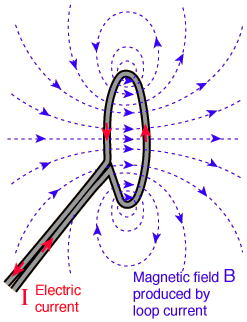 I Electric
current
Magnetic field B
produced by
loop current